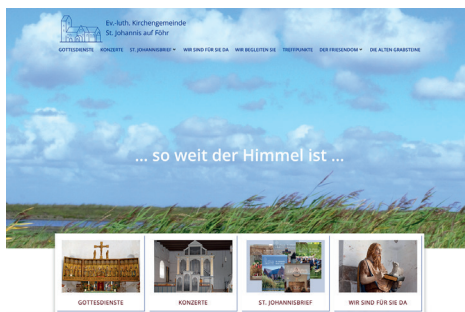 Ev.-luth. Kirchengemeinde
St. Johannis auf Föhr
GOTTESDIENSTE KONZERTE ST. JOHANNISBRIEF WIR SIND FÜR SIE DA WIR BEGLEITEN SIE TREFFPUNKTE DER FRIESENDOM DIE ALTEN GRABSTEINE
... so weit der Himmel ist ...
GOTTESDIENSTE KONZERTE ST. JOHANNISBRIEF WIR SIND FÜR SIE DA